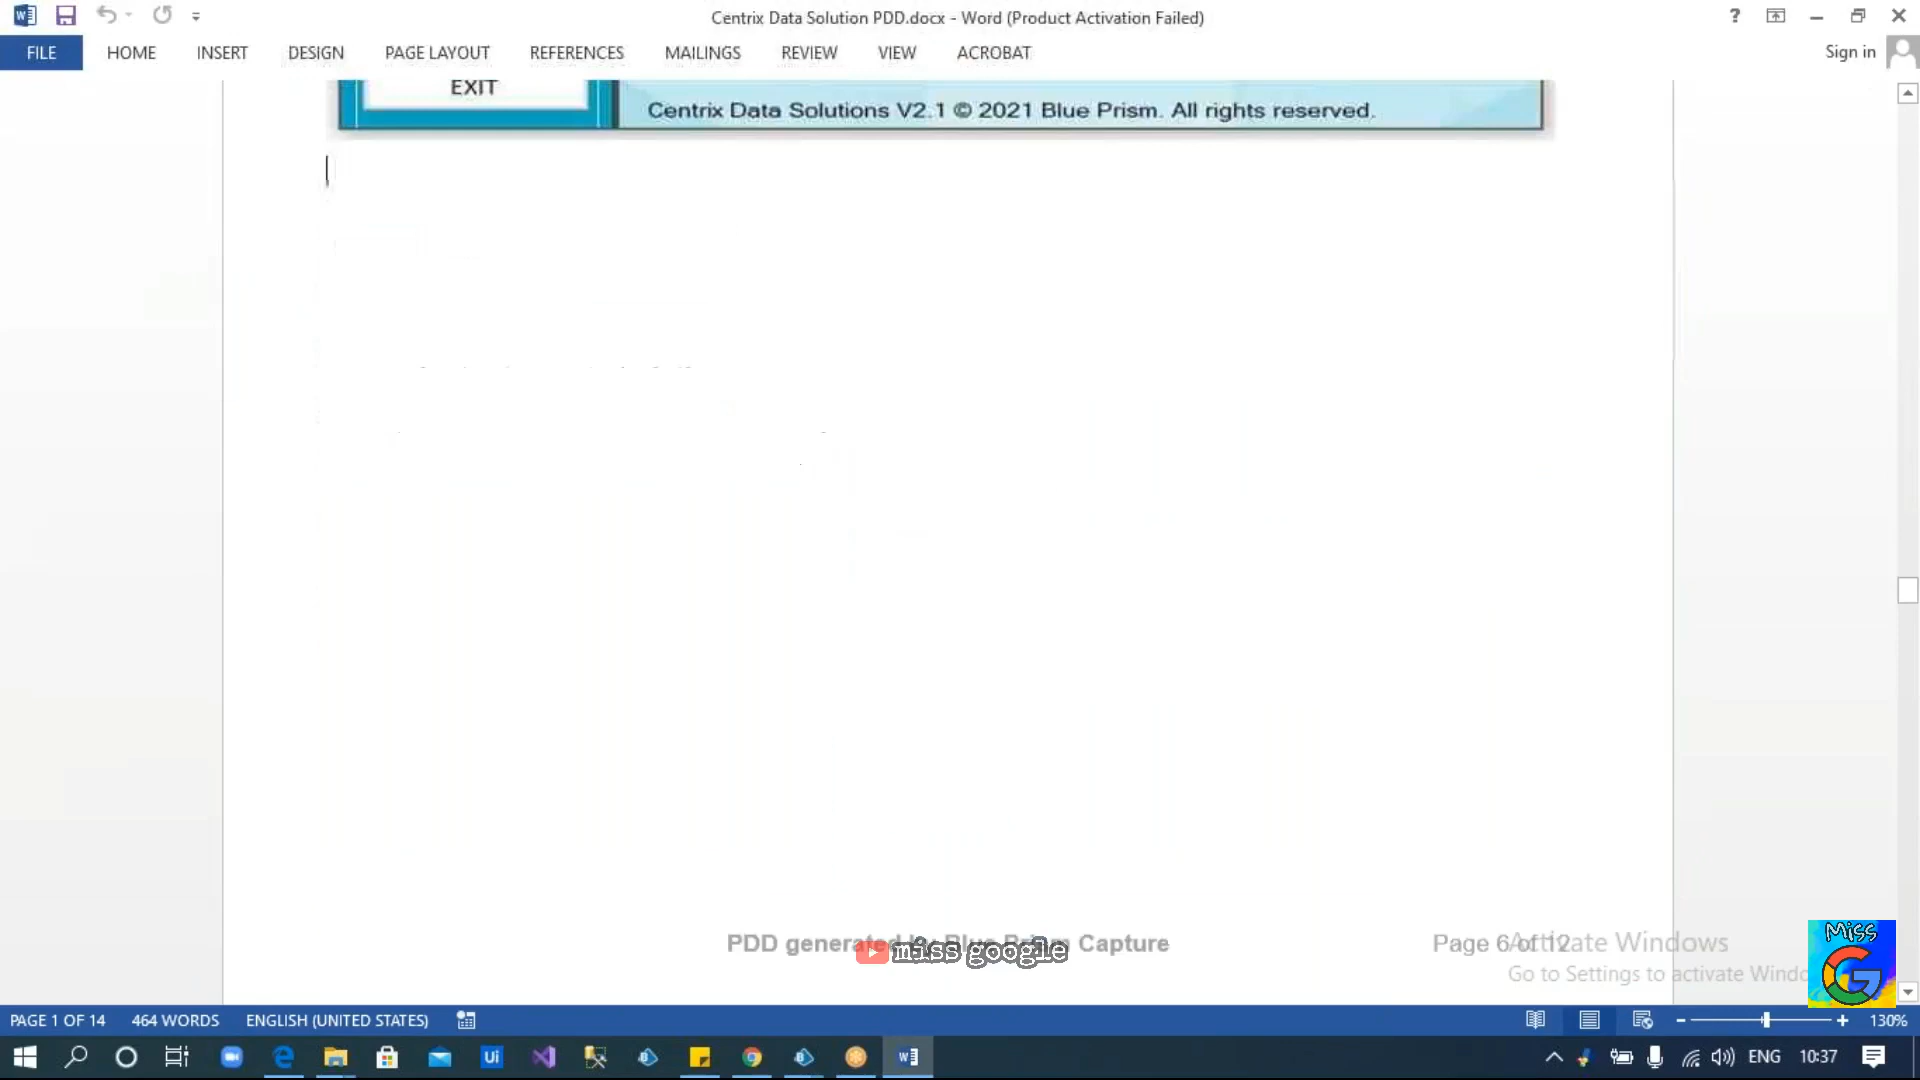 Centrix Data Solution PDD.docx - Word (Product Activation Failed)
?
FILE HOME INSERT DESIGN PAGE LAYOUT REFERENCES MAILINGS REVIEW VIEW ACROBAT Sign in
EXIT
Centrix Data Solutions V2.1 © 2021 Blue Prism. All rights reserved.
PDD generated by Blue Prism Capture
miss google
Page 6 of 12
Activate Windows
Go to Settings to activate Windo
Miss
G
PAGE 1 OF 14 464 WORDS ENGLISH (UNITED STATES) 130%
Ui
ENG 10:37